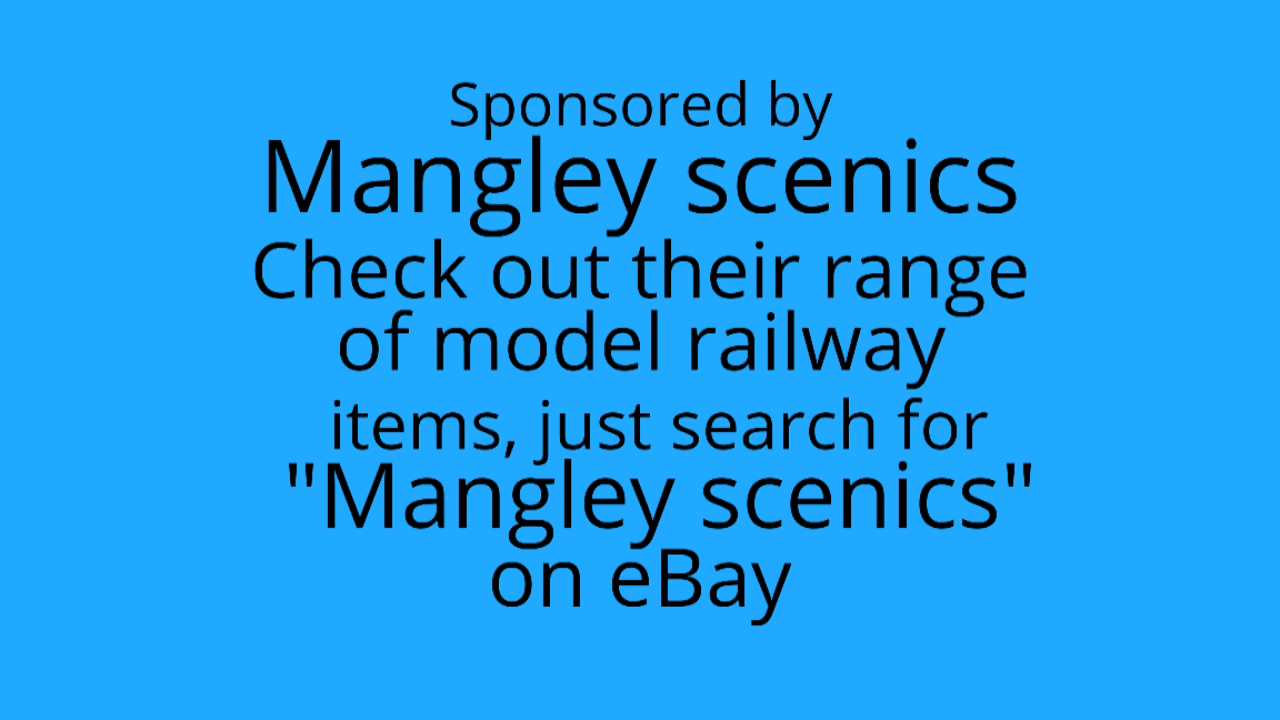 Sponsored by
Mangley scenics
Check out their range
of model railway
items, just search for
"Mangley scenics"
on eBay